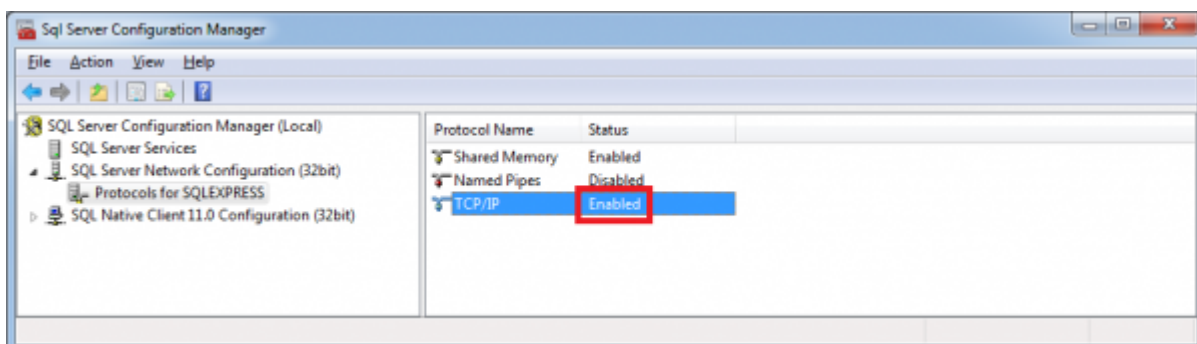 Sql Server Configuration Manager
File Action View Help
SQL Server Configuration Manager (Local)
SQL Server Services
SQL Server Network Configuration (32bit)
Protocols for SQLEXPRESS
SQL Native Client 11.0 Configuration (32bit)
Protocol Name Status
Shared Memory Enabled
Named Pipes Disabled
TCP/IP Enabled